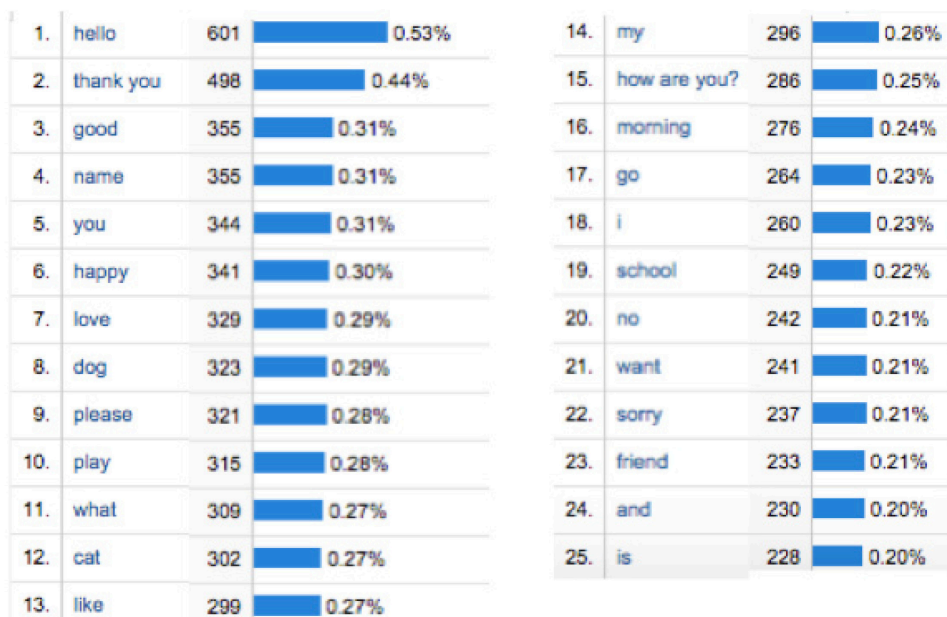 1. hello 601 0.53%
2. thank you 498 0.44%
3. good 355 0.31%
4. name 355 0.31%
5. you 344 0.31%
6. happy 341 0.30%
7. love 329 0.29%
8. dog 323 0.29%
9. please 321 0.28%
10. play 315 0.28%
11. what 309 0.27%
12. cat 302 0.27%
13. like 299 0.27%
14. my 296 0.26%
15. how are you? 286 0.25%
16. morning 276 0.24%
17. go 264 0.23%
18. i 260 0.23%
19. school 249 0.22%
20. no 242 0.21%
21. want 241 0.21%
22. sorry 237 0.21%
23. friend 233 0.21%
24. and 230 0.20%
25. is 228 0.20%